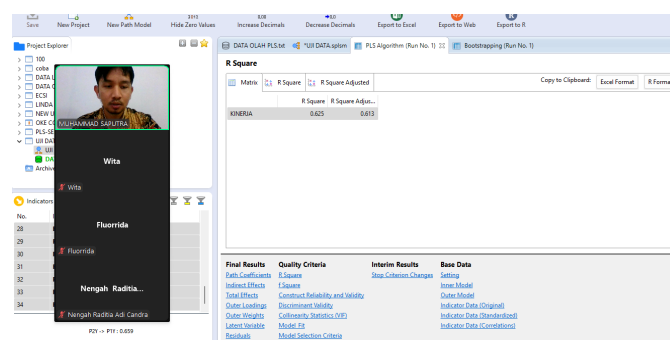 Save New Project New Path Model Hide Zero Values Increase Decimals Decrease Decimals Export to Excel Export to Web Export to R
Project Explorer
100
coba
DATA L
DATA C
ECSI
LINDA
NEW U
OKE CO
PLS-SE
UJI DAT
UJI
DA
Archive
MUHAMMAD SAPUTRA
Wita
Wita
Fluorrida
Fluorrida
Nengah Raditia...
Nengah Raditia Adi Candra
Indicators
No.
28
29
30
31
32
33
34
P2Y -> P1Y : 0.659
DATA OLAH PLS.txt *UJI DATA.splsm PLS Algorithm (Run No. 1) Bootstrapping (Run No. 1)
R Square
Matrix R Square R Square Adjusted Copy to Clipboard: Excel Format R Forma
R Square R Square Adjus...
KINERJA 0.625 0.613
Final Results Quality Criteria Interim Results Base Data
Path Coefficients R Square Stop Criterion Changes Setting
Indirect Effects f Square Inner Model
Total Effects Construct Reliability and Validity Outer Model
Outer Loadings Discriminant Validity Indicator Data (Original)
Outer Weights Collinearity Statistics (VIF) Indicator Data (Standardized)
Latent Variable Model Fit Indicator Data (Correlations)
Residuals Model Selection Criteria